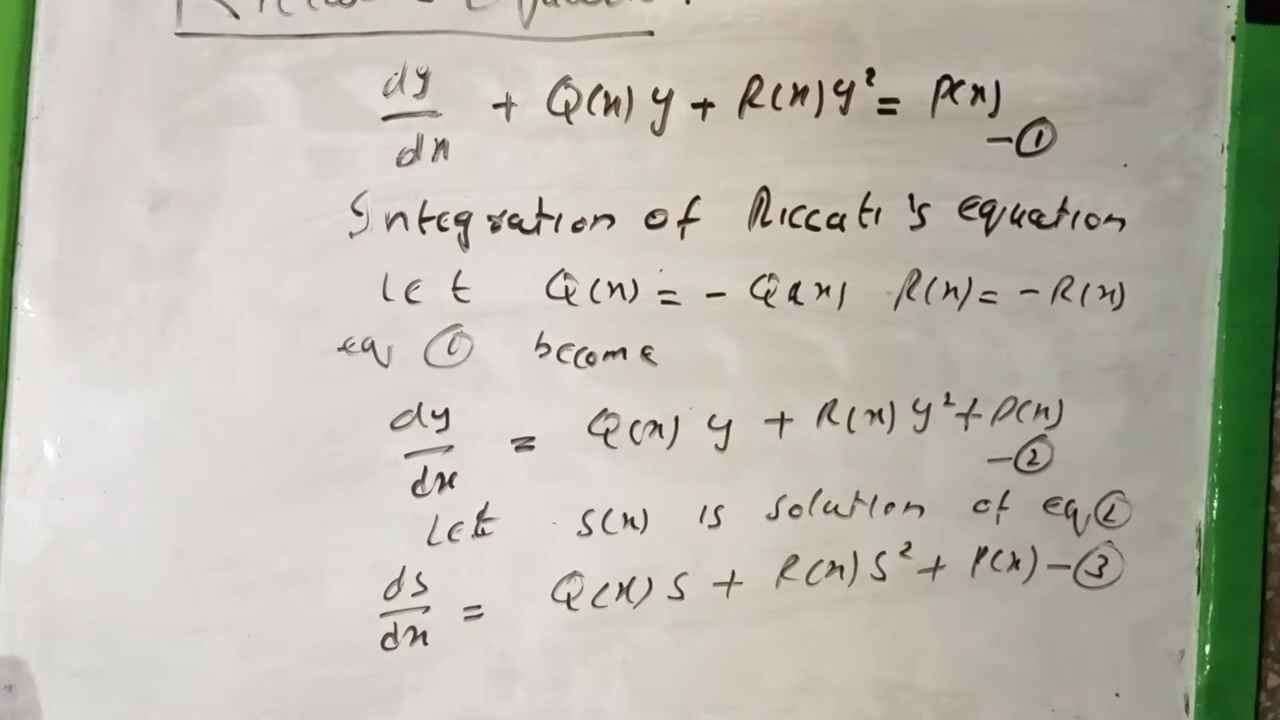 dy/dx + Q(x) y + R(x) y² = P(x) —①
Integration of Riccati's equation
Let Q(x) = - Q(x) R(x) = - R(x)
eq ① become
dy/dx = Q(x) y + R(x) y² + P(x) —②
Let S(x) is solution of eq ②
ds/dx = Q(x) S + R(x) S² + P(x) —③